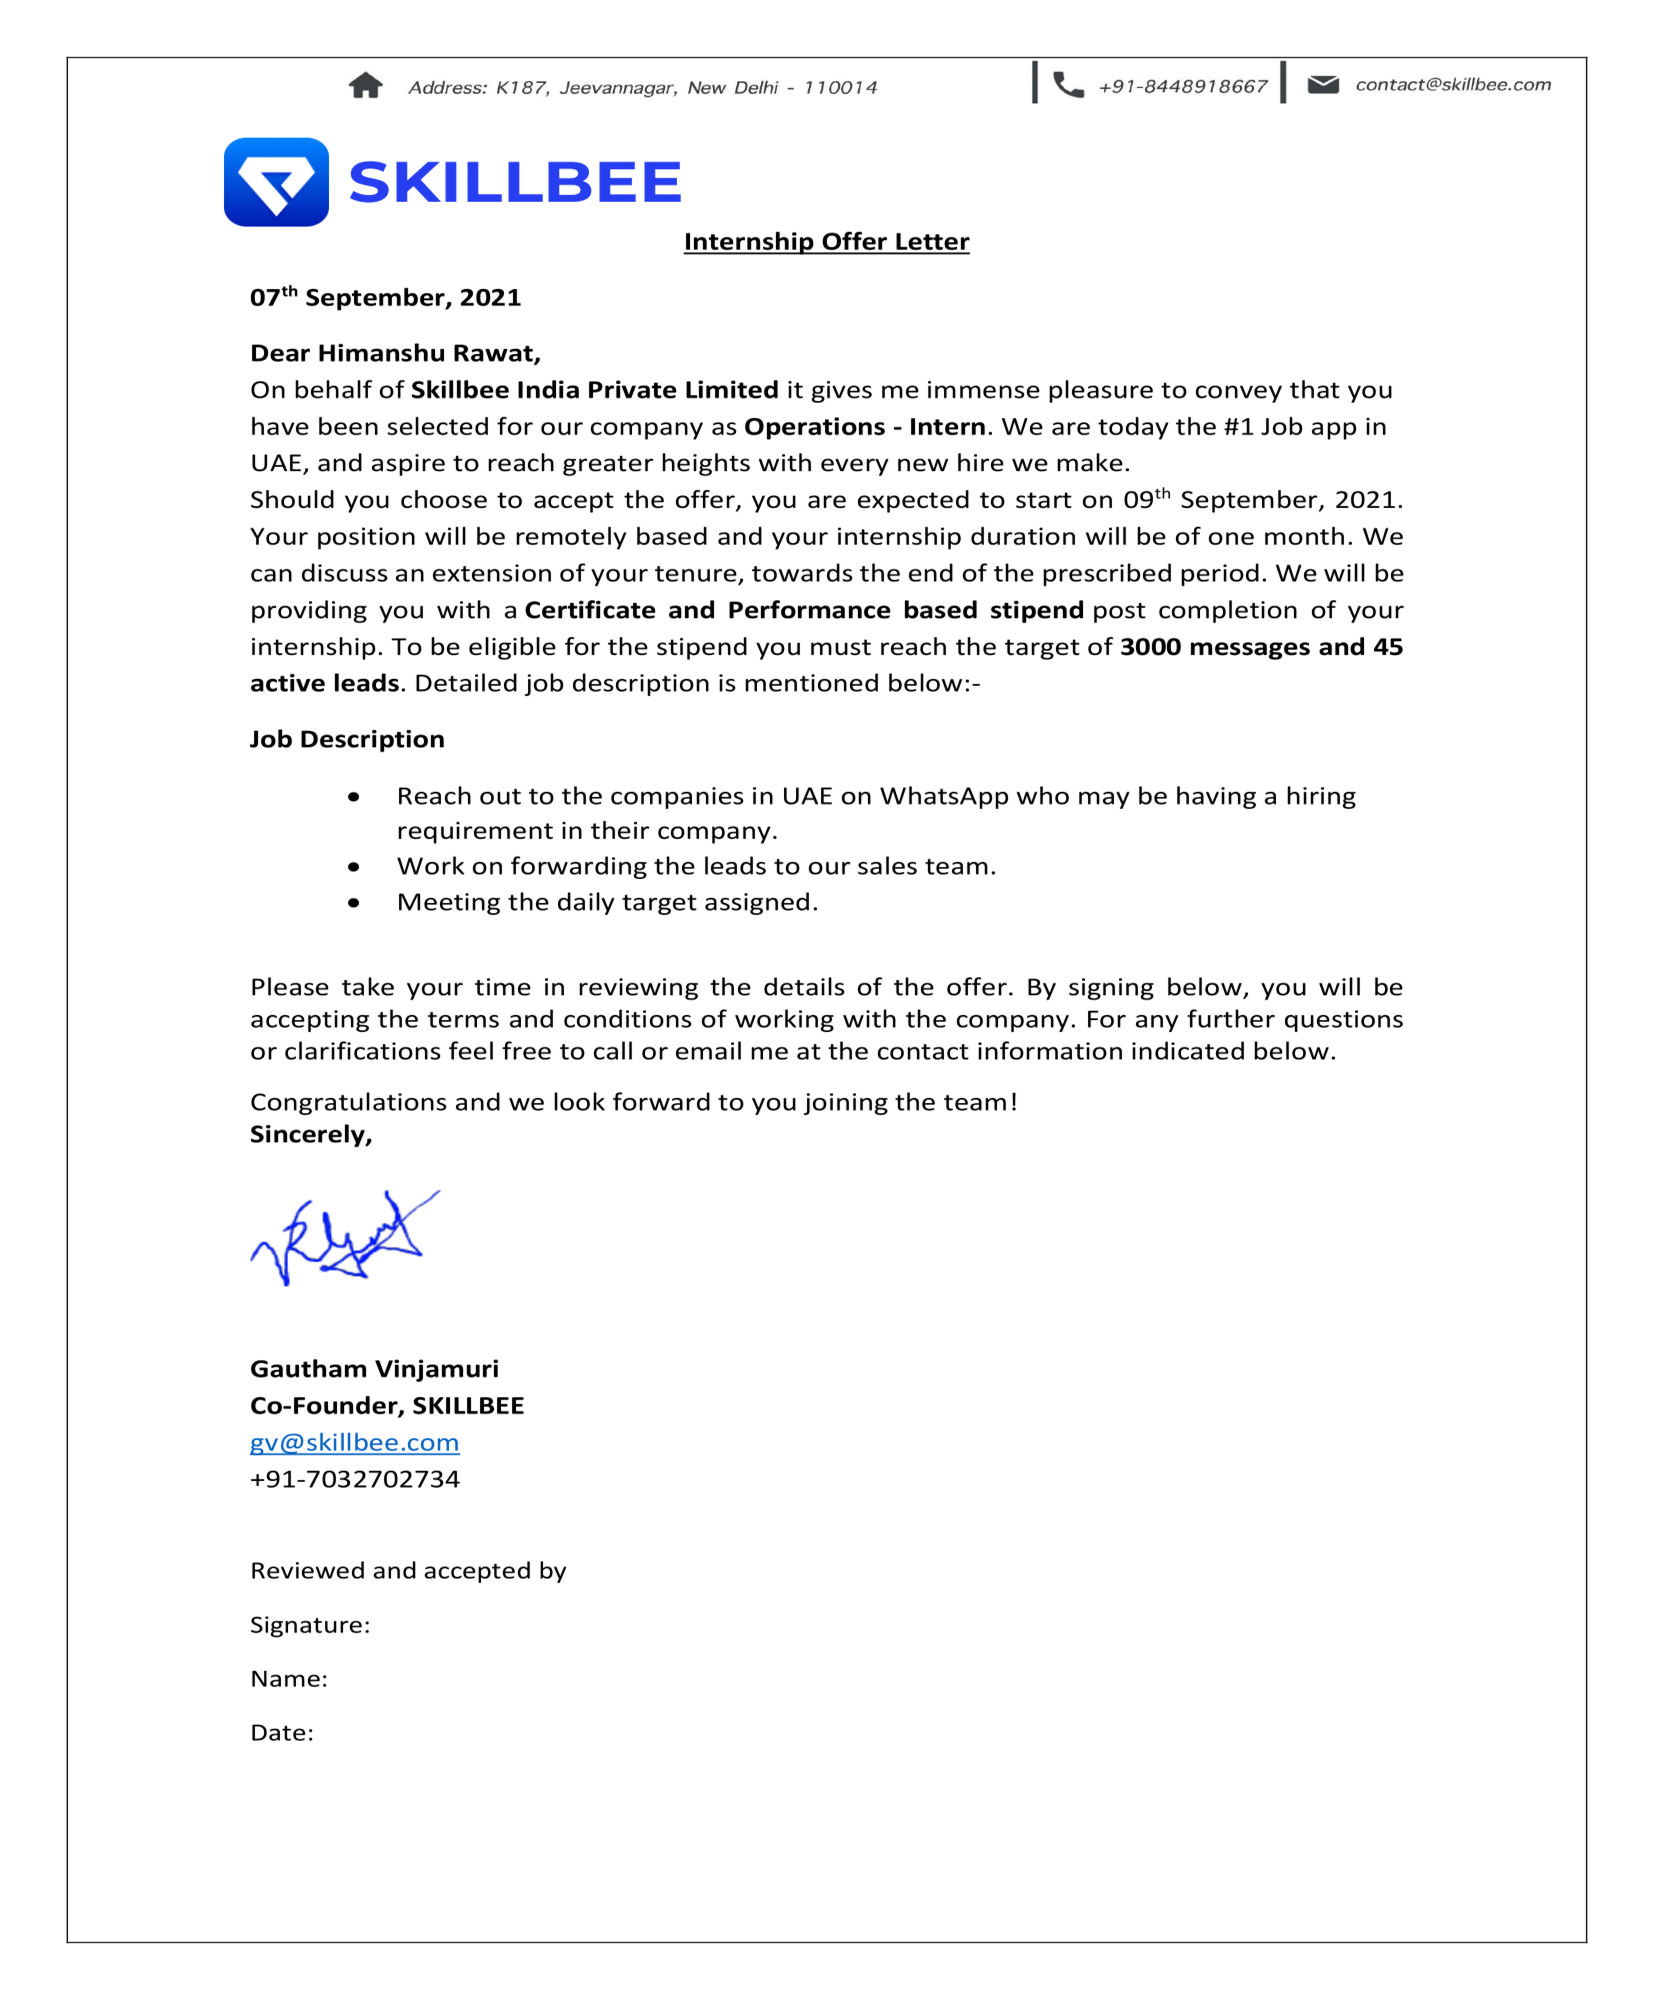 Address: K187, Jeevannagar, New Delhi - 110014
+91-8448918667
contact@skillbee.com
SKILLBEE
Internship Offer Letter
07th September, 2021
Dear Himanshu Rawat,
On behalf of Skillbee India Private Limited it gives me immense pleasure to convey that you
have been selected for our company as Operations - Intern. We are today the #1 Job app in
UAE, and aspire to reach greater heights with every new hire we make.
Should you choose to accept the offer, you are expected to start on 09th September, 2021.
Your position will be remotely based and your internship duration will be of one month. We
can discuss an extension of your tenure, towards the end of the prescribed period. We will be
providing you with a Certificate and Performance based stipend post completion of your
internship. To be eligible for the stipend you must reach the target of 3000 messages and 45
active leads. Detailed job description is mentioned below:-
Job Description
• Reach out to the companies in UAE on WhatsApp who may be having a hiring
requirement in their company.
• Work on forwarding the leads to our sales team.
• Meeting the daily target assigned.
Please take your time in reviewing the details of the offer. By signing below, you will be
accepting the terms and conditions of working with the company. For any further questions
or clarifications feel free to call or email me at the contact information indicated below.
Congratulations and we look forward to you joining the team!
Sincerely,
Gautham Vinjamuri
Co-Founder, SKILLBEE
gv@skillbee.com
+91-7032702734
Reviewed and accepted by
Signature:
Name:
Date: